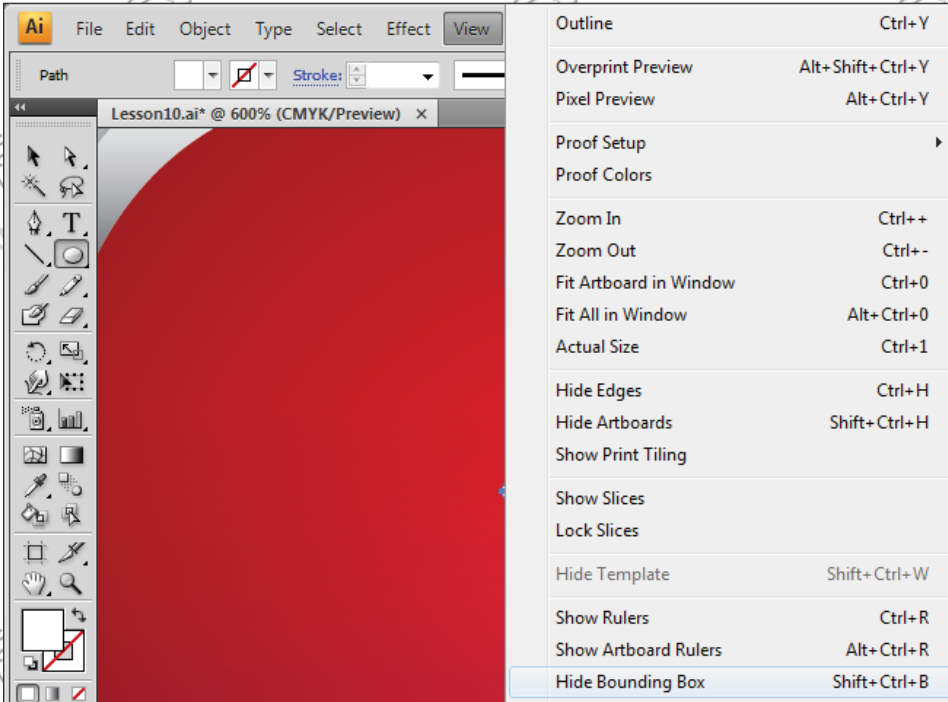 Ai File Edit Object Type Select Effect View
Path Stroke:
Lesson10.ai* @ 600% (CMYK/Preview) ×
T
Outline Ctrl+Y
Overprint Preview Alt+Shift+Ctrl+Y
Pixel Preview Alt+Ctrl+Y
Proof Setup
Proof Colors
Zoom In Ctrl++
Zoom Out Ctrl+-
Fit Artboard in Window Ctrl+0
Fit All in Window Alt+Ctrl+0
Actual Size Ctrl+1
Hide Edges Ctrl+H
Hide Artboards Shift+Ctrl+H
Show Print Tiling
Show Slices
Lock Slices
Hide Template Shift+Ctrl+W
Show Rulers Ctrl+R
Show Artboard Rulers Alt+Ctrl+R
Hide Bounding Box Shift+Ctrl+B